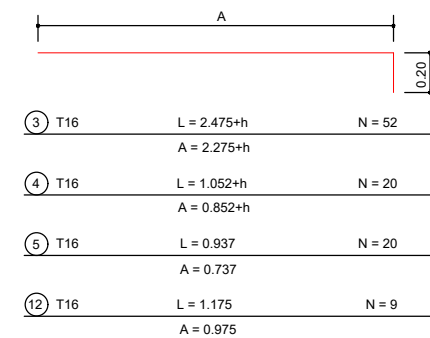 A
0.20
3 T16 L = 2.475+h N = 52
A = 2.275+h
4 T16 L = 1.052+h N = 20
A = 0.852+h
5 T16 L = 0.937 N = 20
A = 0.737
12 T16 L = 1.175 N = 9
A = 0.975